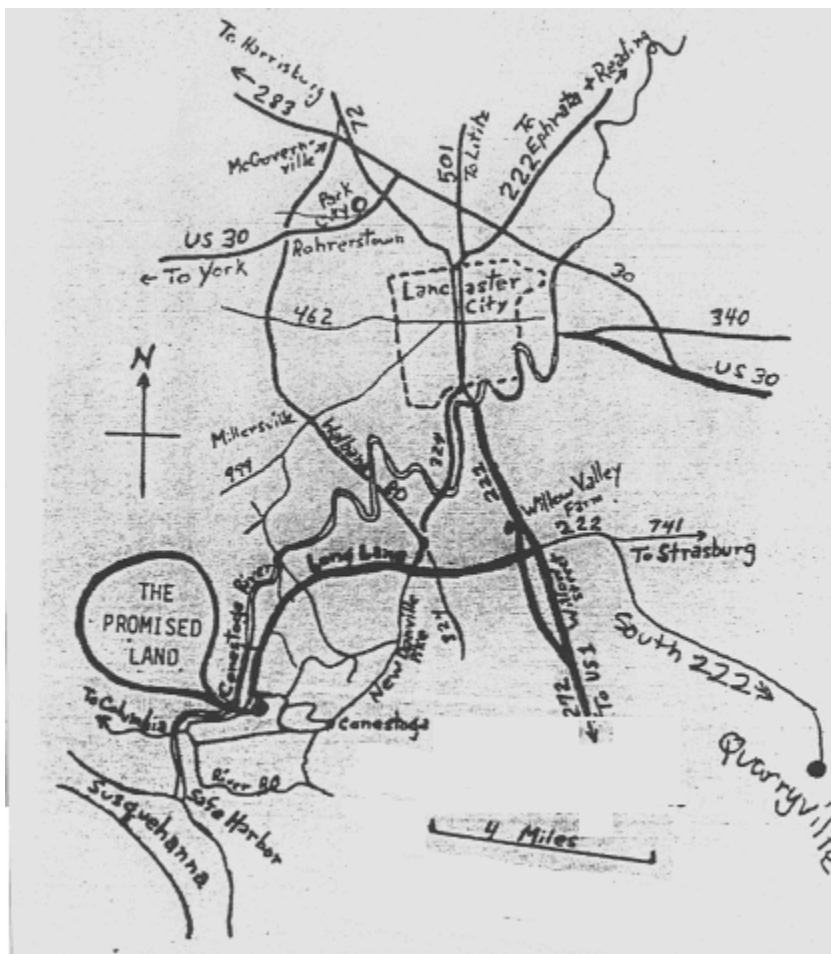 To Harrisburg
283
72
McGovern-
ville
501
To Lititz
To
222 Ephrata + Reading
Park
City
US 30
Rohrerstown
← To York
Lancaster
City
30
462
340
US 30
N
Millersville
999
324
222
Willow Valley
Farm
222
741
To Strasburg
RD
Long Lane
Conestoga River
THE
PROMISED
LAND
Willow Street
324
New Danville
Pike
South 222 →
272
To US 1
To Columbia
Conestoga
River RD
Safe Harbor
Susquehanna
Quarryville
4 Miles